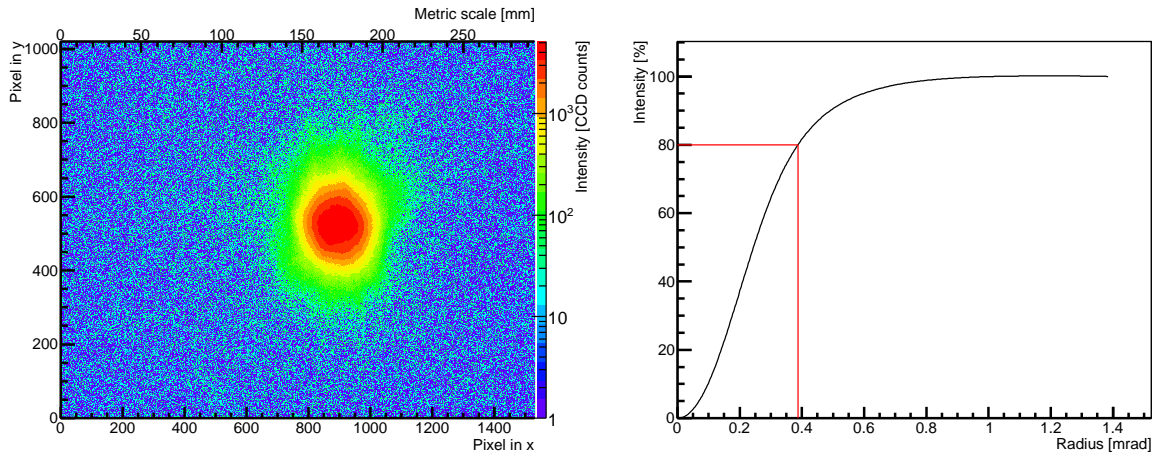 Metric scale [mm]
0 50 100 150 200 250
Pixel in y
1000
800
600
400
200
0
0 200 400 600 800 1000 1200 1400
Pixel in x
10³
10²
10
1
Intensity [CCD counts]
Intensity [%]
100
80
60
40
20
0
0 0.2 0.4 0.6 0.8 1 1.2 1.4
Radius [mrad]